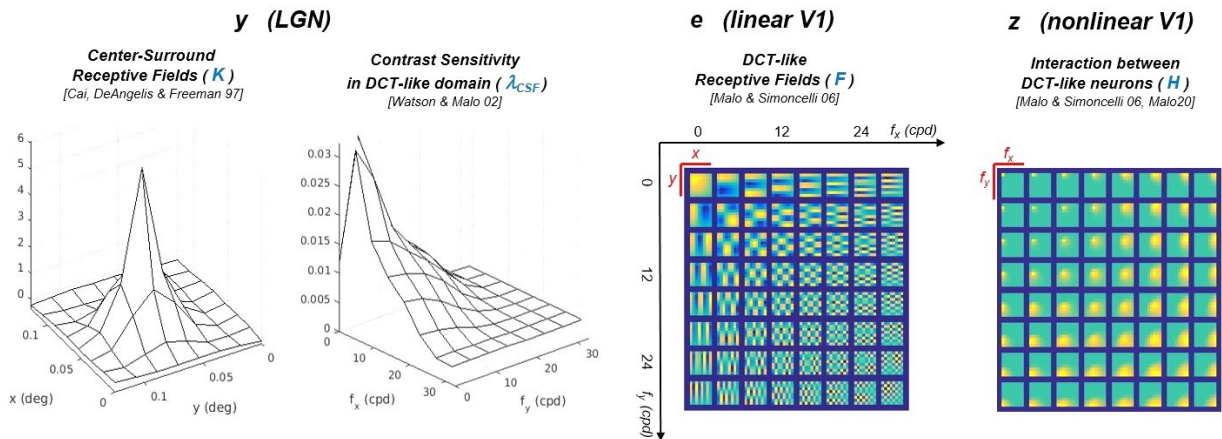 y (LGN)
Center-Surround
Receptive Fields ( K )
[Cai, DeAngelis & Freeman 97]
6
5
4
3
2
1
0
0.1
0.05
0
x (deg)
0.1
0.05
0
y (deg)
Contrast Sensitivity
in DCT-like domain ( λCSF)
[Watson & Malo 02]
0.03
0.025
0.02
0.015
0.01
0.005
0
0
10
20
30
fx (cpd)
0
10
20
30
fy (cpd)
e (linear V1)
DCT-like
Receptive Fields ( F )
[Malo & Simoncelli 06]
0 12 24 fx (cpd)
x
y
0
12
24
fy (cpd)
z (nonlinear V1)
Interaction between
DCT-like neurons ( H )
[Malo & Simoncelli 06, Malo20]
fx
fy